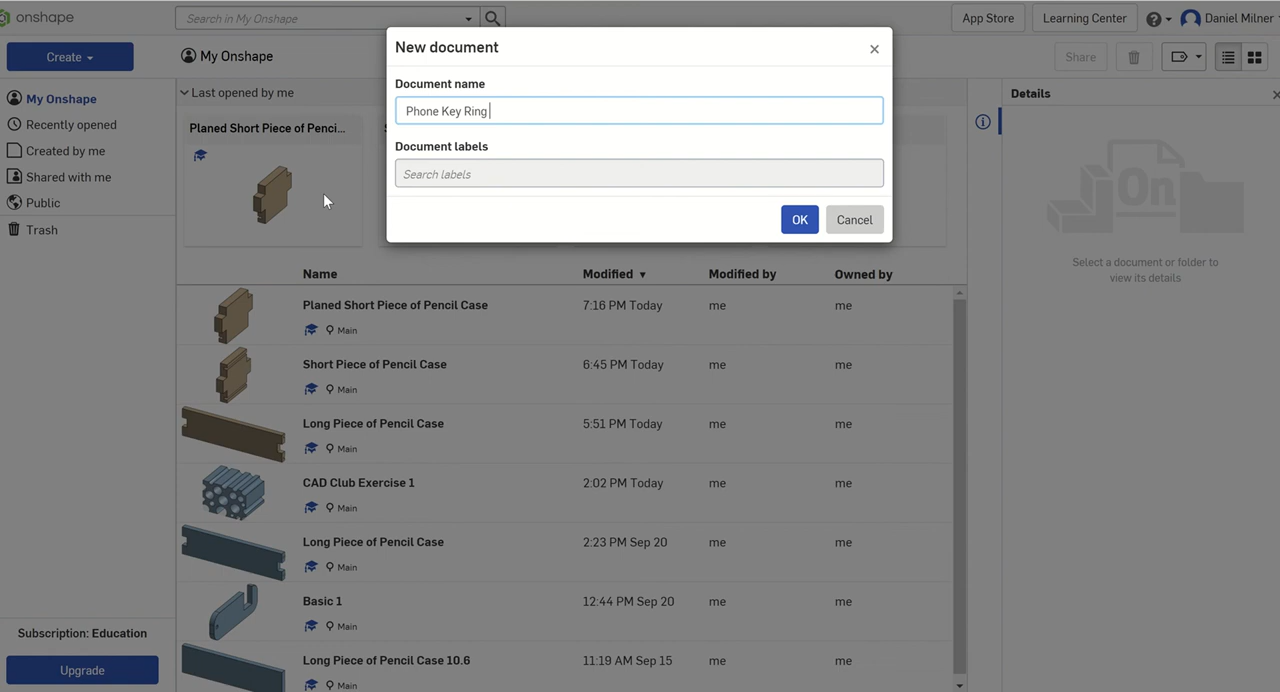 onshape
Search in My Onshape
App Store
Learning Center
Daniel Milner
Create
My Onshape
Share
New document
Document name
Phone Key Ring
Document labels
Search labels
OK
Cancel
My Onshape
Recently opened
Created by me
Shared with me
Public
Trash
Last opened by me
Planed Short Piece of Penci...
Details
Select a document or folder to
view its details
Name Modified Modified by Owned by
Planed Short Piece of Pencil Case 7:16 PM Today me me
Main
Short Piece of Pencil Case 6:45 PM Today me me
Main
Long Piece of Pencil Case 5:51 PM Today me me
Main
CAD Club Exercise 1 2:02 PM Today me me
Main
Long Piece of Pencil Case 2:23 PM Sep 20 me me
Main
Basic 1 12:44 PM Sep 20 me me
Main
Long Piece of Pencil Case 10.6 11:19 AM Sep 15 me me
Main
Subscription: Education
Upgrade